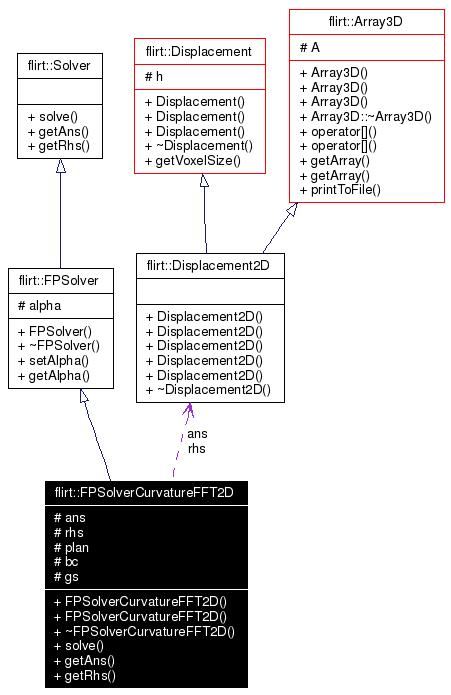 flirt::Array3D
# A
+ Array3D()
+ Array3D()
+ Array3D()
+ Array3D::~Array3D()
+ operator[]()
+ operator[]()
+ getArray()
+ getArray()
+ printToFile()
flirt::Displacement
# h
+ Displacement()
+ Displacement()
+ Displacement()
+ ~Displacement()
+ getVoxelSize()
flirt::Solver
+ solve()
+ getAns()
+ getRhs()
flirt::FPSolver
# alpha
+ FPSolver()
+ ~FPSolver()
+ setAlpha()
+ getAlpha()
flirt::Displacement2D
+ Displacement2D()
+ Displacement2D()
+ Displacement2D()
+ Displacement2D()
+ Displacement2D()
+ ~Displacement2D()
ans
rhs
flirt::FPSolverCurvatureFFT2D
# ans
# rhs
# plan
# bc
# gs
+ FPSolverCurvatureFFT2D()
+ FPSolverCurvatureFFT2D()
+ ~FPSolverCurvatureFFT2D()
+ solve()
+ getAns()
+ getRhs()